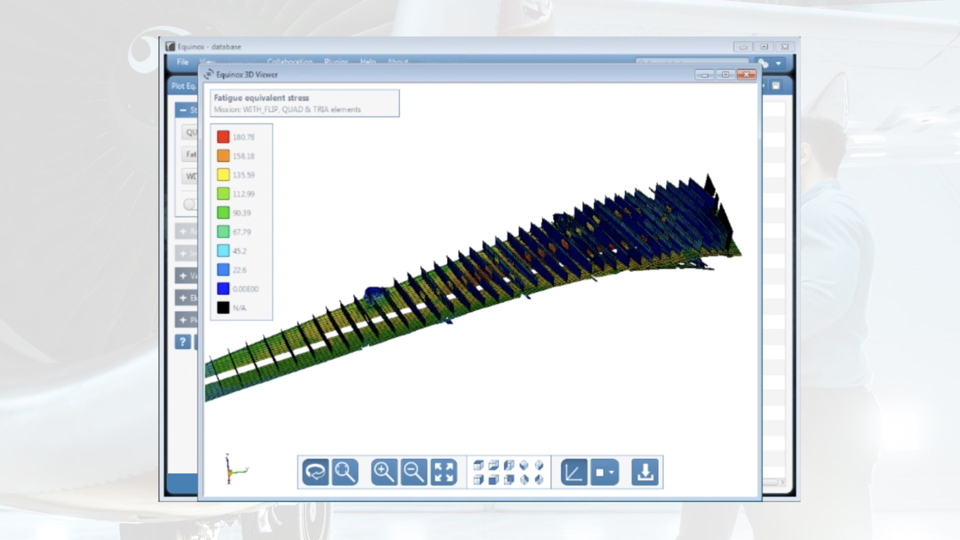 Equinox - database
File View Collaboration Plugins Help About
Equinox 3D Viewer
Plot Eq
Fatigue equivalent stress
Mission: WITH_FLIP, QUAD & TRIA elements
180.78
158.18
135.59
112.99
90.39
67.79
45.2
22.6
0.00E00
N/A
QU
Fat
?